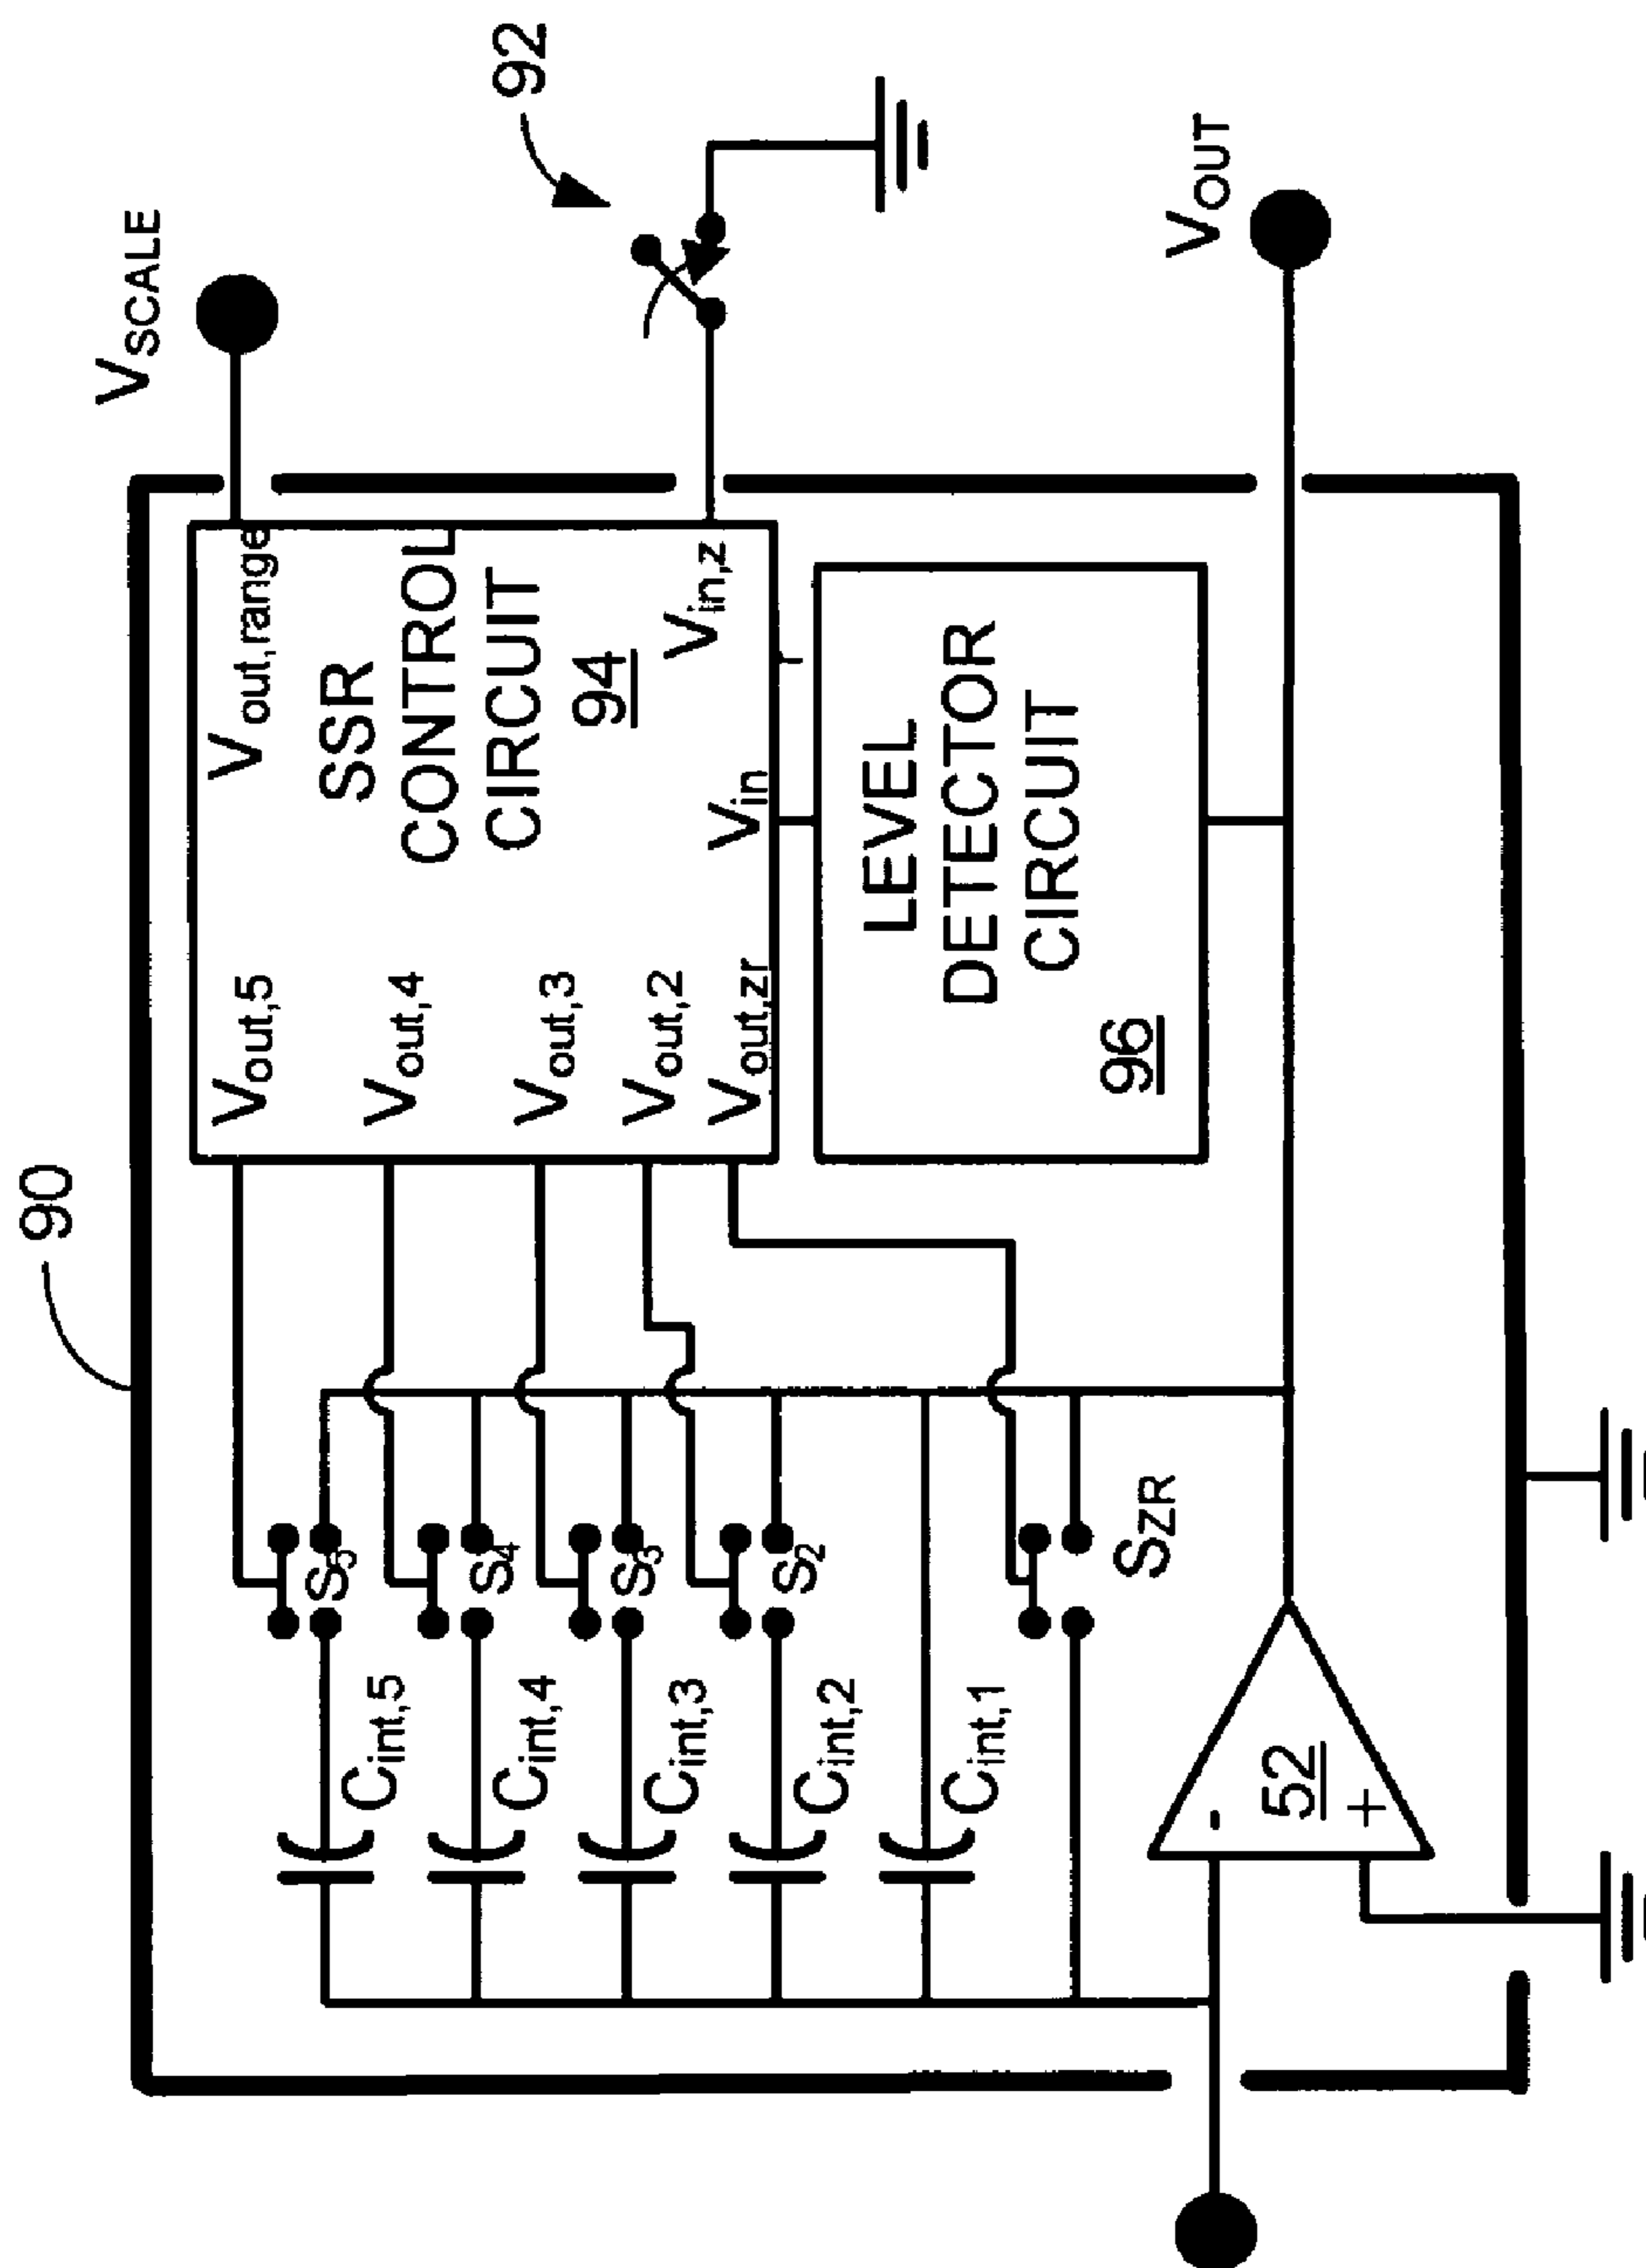 90
92
VSCALE
Vout,5
Vout,range
Vout,4
SSR
CONTROL
CIRCUIT
94
Vout,3
Vout,2
Vout,zr
Vin
Vin,z
LEVEL
DETECTOR
CIRCUIT
96
Cint,5
S5
Cint,4
S4
Cint,3
S3
Cint,2
S2
Cint,1
SZR
-
52
+
VOUT